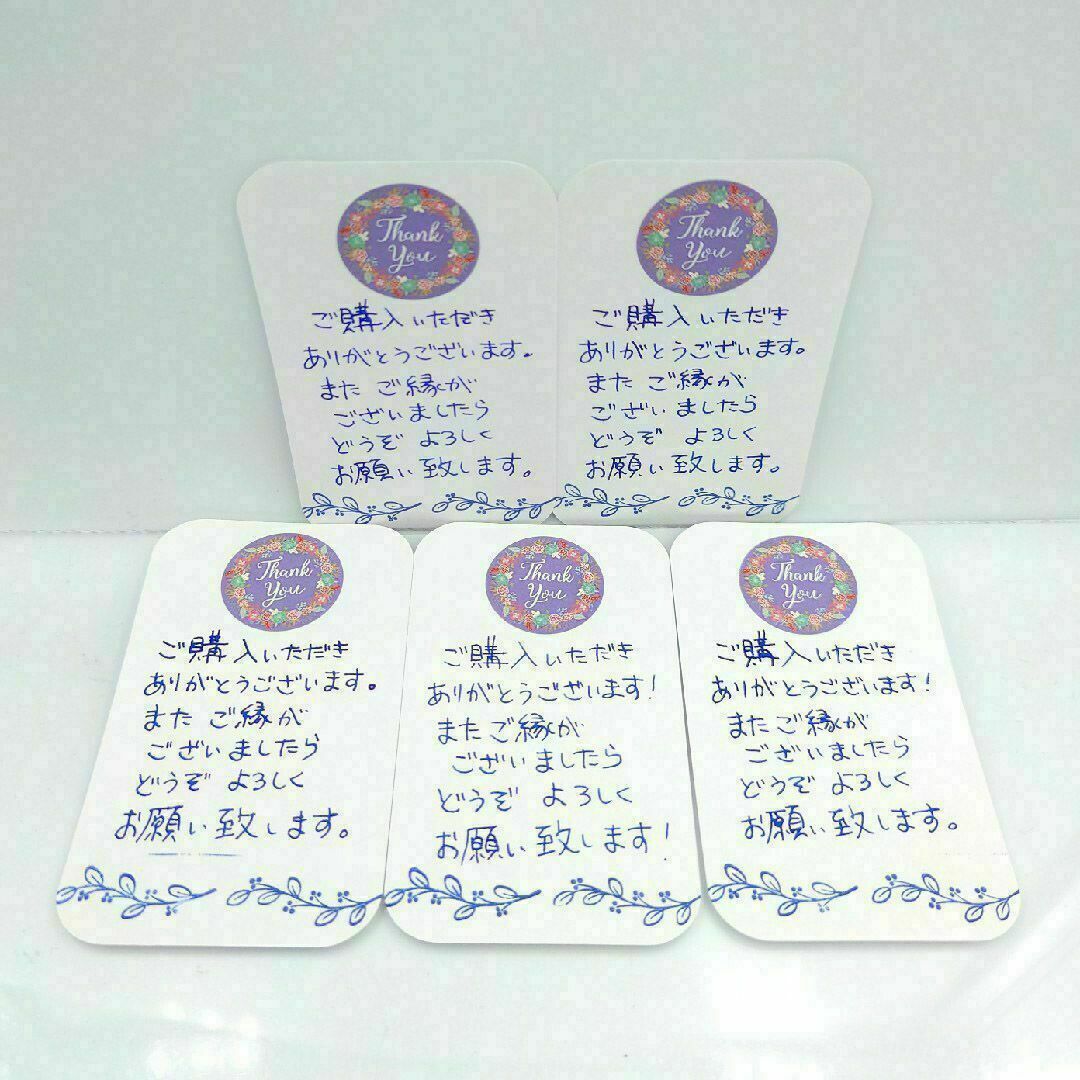 Thank
You
ご購入いただき
ありがとうございます。
また ご縁が
ございましたら
どうぞ よろしく
お願い致します。
Thank
You
ご購入いただき
ありがとうございます。
また ご縁が
ございましたら
どうぞ よろしく
お願い致します。
Thank
You
ご購入いただき
ありがとうございます。
また ご縁が
ございましたら
どうぞ よろしく
お願い致します。
Thank
You
ご購入いただき
ありがとうございます!
またご縁が
ございましたら
どうぞ よろしく
お願い致します!
Thank
You
ご購入いただき
ありがとうございます!
またご縁が
ございましたら
どうぞ よろしく
お願い致します。